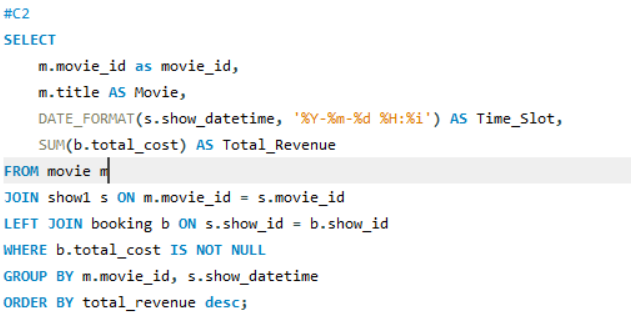 #C2
SELECT
m.movie_id as movie_id,
m.title AS Movie,
DATE_FORMAT(s.show_datetime, '%Y-%m-%d %H:%i') AS Time_Slot,
SUM(b.total_cost) AS Total_Revenue
FROM movie m
JOIN show1 s ON m.movie_id = s.movie_id
LEFT JOIN booking b ON s.show_id = b.show_id
WHERE b.total_cost IS NOT NULL
GROUP BY m.movie_id, s.show_datetime
ORDER BY total_revenue desc;